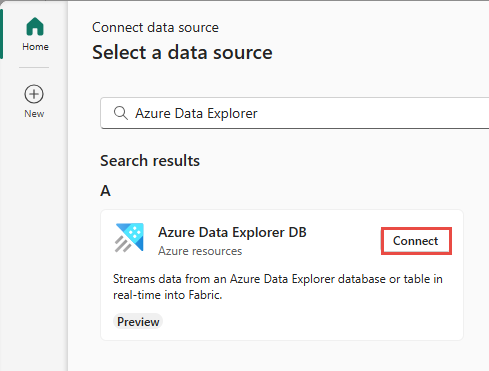 Home
New
Connect data source
Select a data source
Azure Data Explorer
Search results
A
Azure Data Explorer DB
Azure resources
Connect
Streams data from an Azure Data Explorer database or table in
real-time into Fabric.
Preview